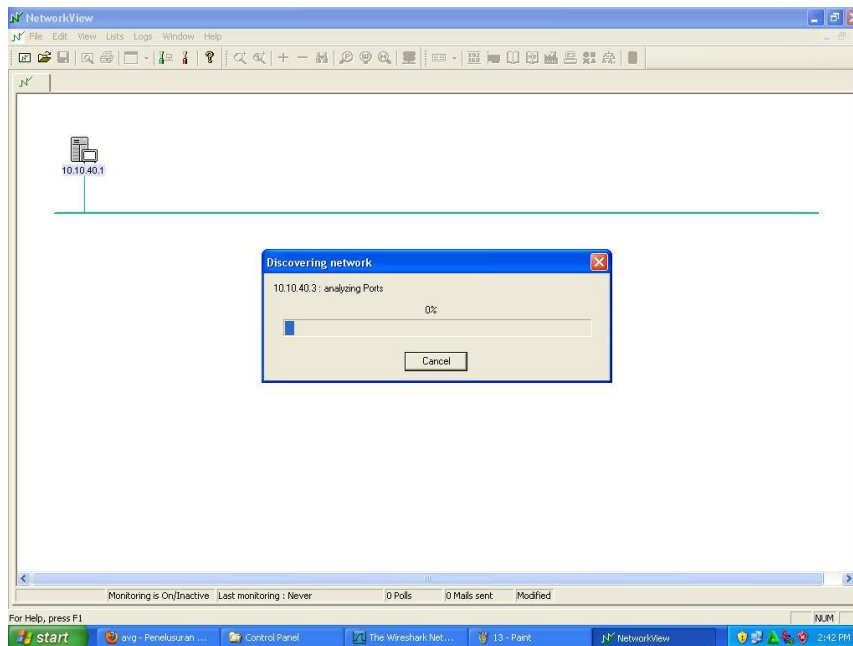 NetworkView
File Edit View Lists Logs Window Help
10.10.40.1
Discovering network
10.10.40.3 : analyzing Ports
0%
Cancel
Monitoring is On/Inactive Last monitoring : Never 0 Polls 0 Mails sent Modified
For Help, press F1 NUM
start avg - Penelusuran ... Control Panel The Wireshark Net... 13 - Paint NetworkView 2:42 PM